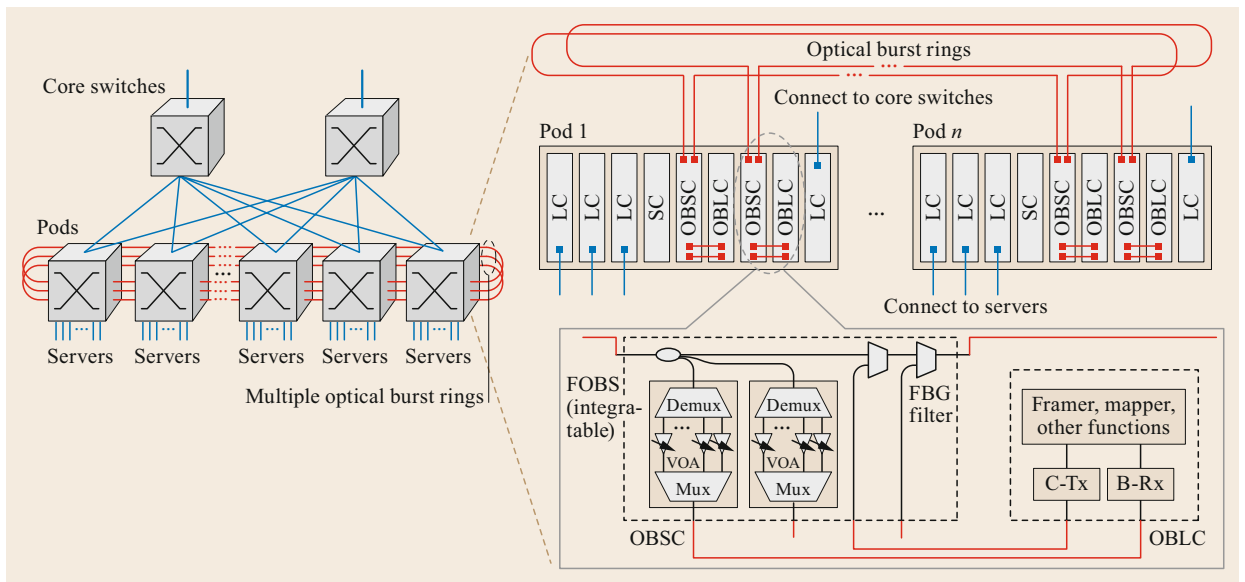 Core switches
Pods
...
...
Servers
Servers
Servers
Servers
Servers
Multiple optical burst rings
Optical burst rings
...
...
Connect to core switches
Pod 1
LC
LC
LC
SC
OBSC
OBLC
OBSC
OBLC
LC
...
Pod n
LC
LC
LC
SC
OBSC
OBLC
OBSC
OBLC
LC
Connect to servers
FOBS
(integra-
table)
Demux
...
VOA
Mux
Demux
...
VOA
Mux
FBG
filter
OBSC
Framer, mapper,
other functions
C-Tx
B-Rx
OBLC